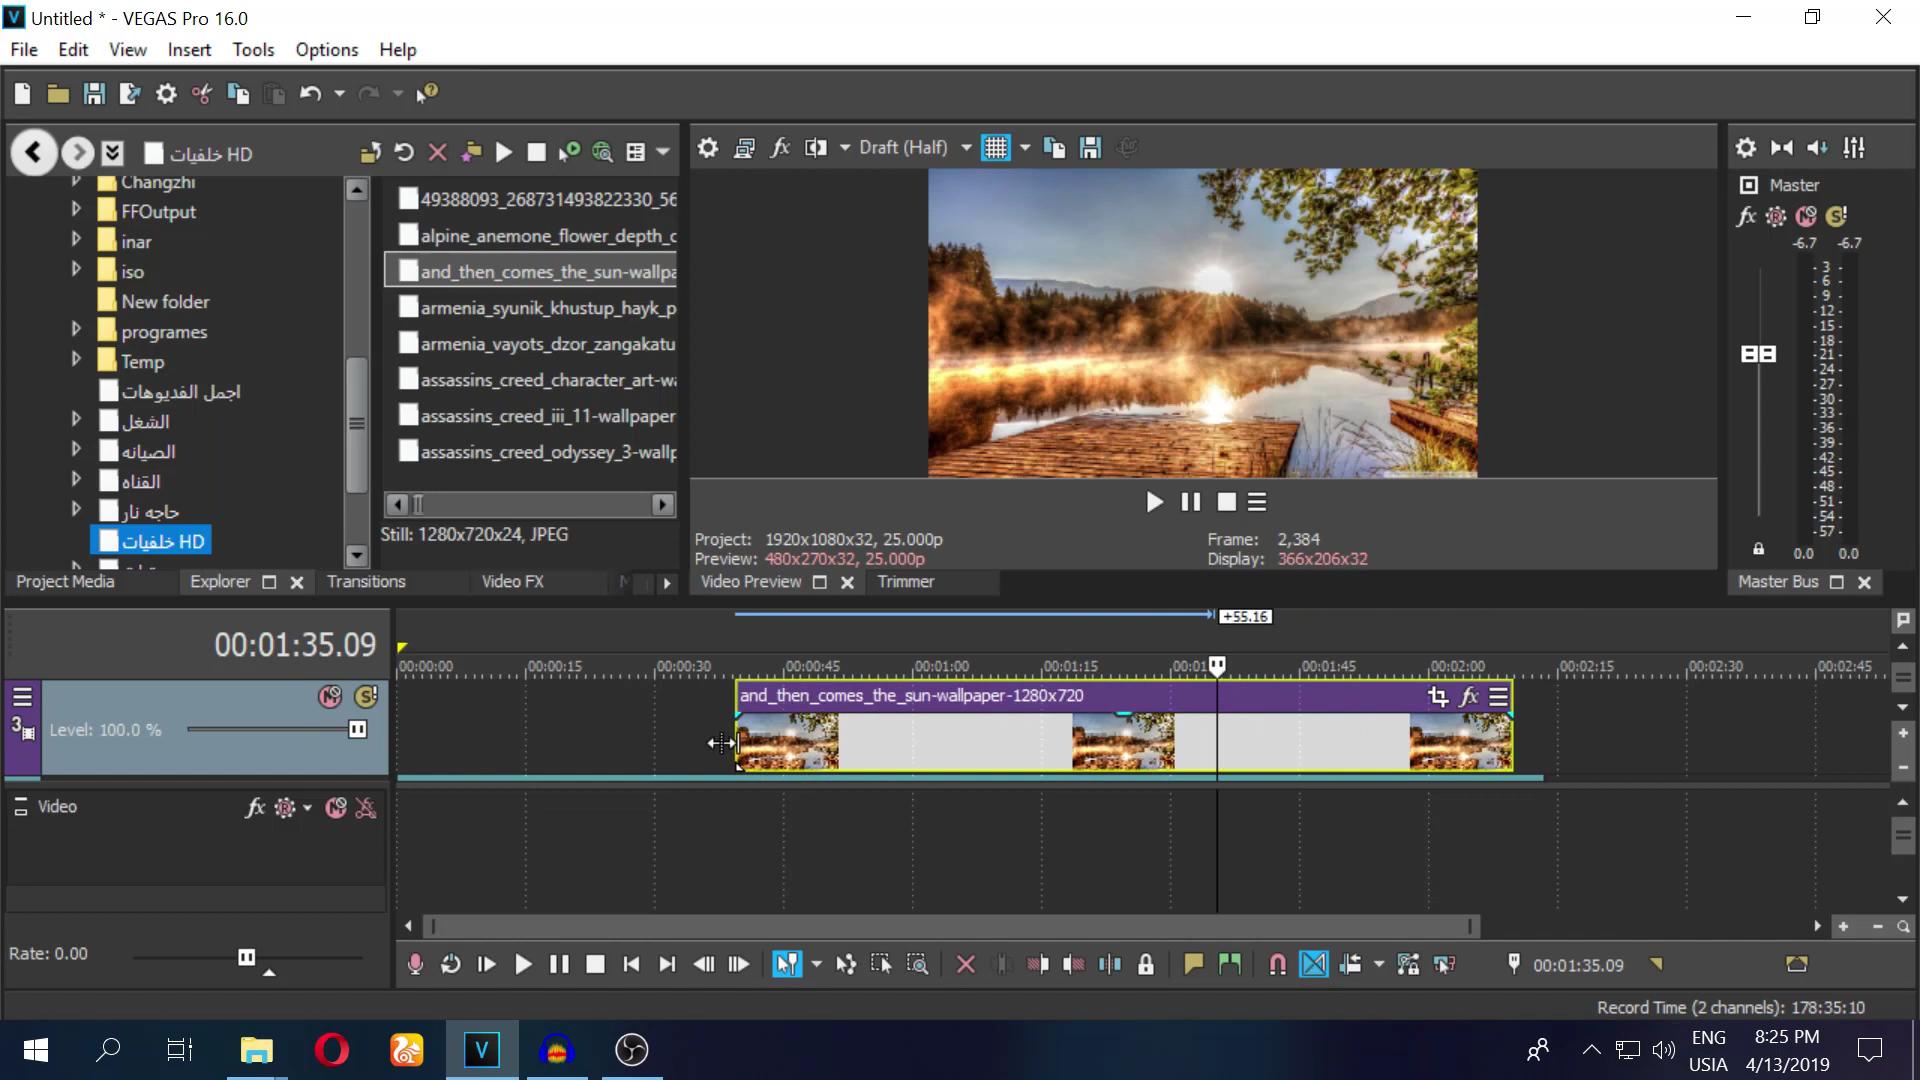 Untitled * - VEGAS Pro 16.0
File Edit View Insert Tools Options Help
خلفيات HD
Changzhi
FFOutput
inar
iso
New folder
programes
Temp
اجمل الفديوهات
الشغل
الصيانه
القناه
حاجه نار
خلفيات HD
49388093_268731493822330_56
alpine_anemone_flower_depth_
and_then_comes_the_sun-wallpa
armenia_syunik_khustup_hayk_p
armenia_vayots_dzor_zangakatu
assassins_creed_character_art-wa
assassins_creed_iii_11-wallpaper
assassins_creed_odyssey_3-wallp
Still: 1280x720x24, JPEG
Project Media Explorer Transitions Video FX
Draft (Half)
Project: 1920x1080x32, 25.000p
Preview: 480x270x32, 25.000p
Frame: 2,384
Display: 366x206x32
Video Preview Trimmer
Master
fx
-6.7 -6.7
3
6
9
12
15
18
21
24
27
30
33
36
39
42
45
48
51
54
57
0.0 0.0
Master Bus
00:01:35.09
+55.16
00:00:00 00:00:15 00:00:30 00:00:45 00:01:00 00:01:15 00:01 00:01:45 00:02:00 00:02:15 00:02:30 00:02:45
3
Level: 100.0 %
and_then_comes_the_sun-wallpaper-1280x720
fx
Video
fx
Rate: 0.00
00:01:35.09
Record Time (2 channels): 178:35:10
ENG
USIA
8:25 PM
4/13/2019